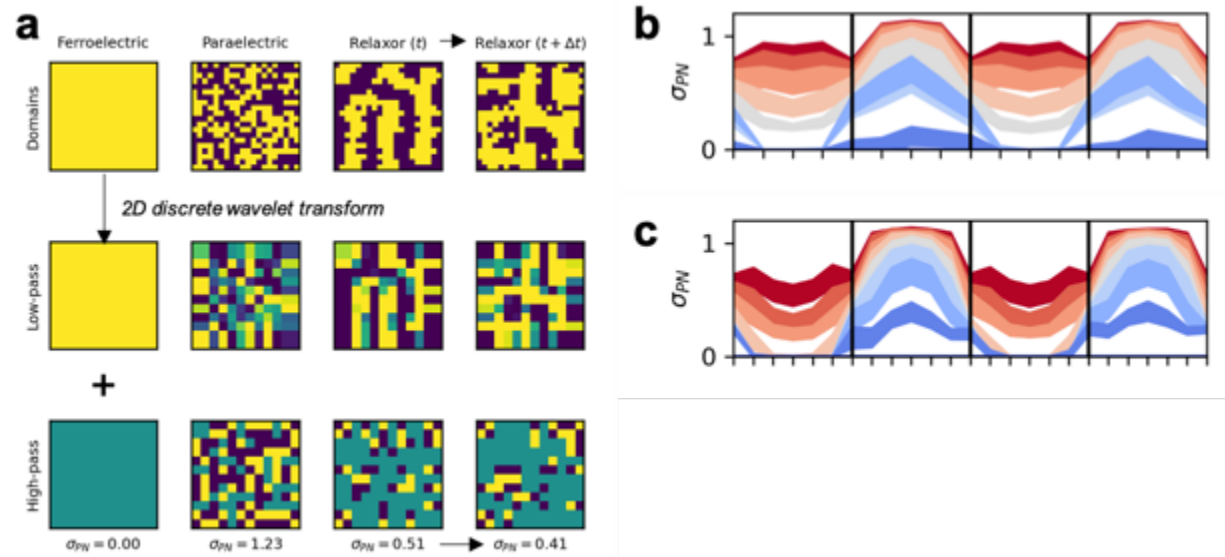 a
Ferroelectric
Paraelectric
Relaxor (t)
Relaxor (t + Δt)
Domains
2D discrete wavelet transform
Low-pass
+
High-pass
σPN = 0.00
σPN = 1.23
σPN = 0.51
σPN = 0.41
b
1
σPN
0
c
1
σPN
0